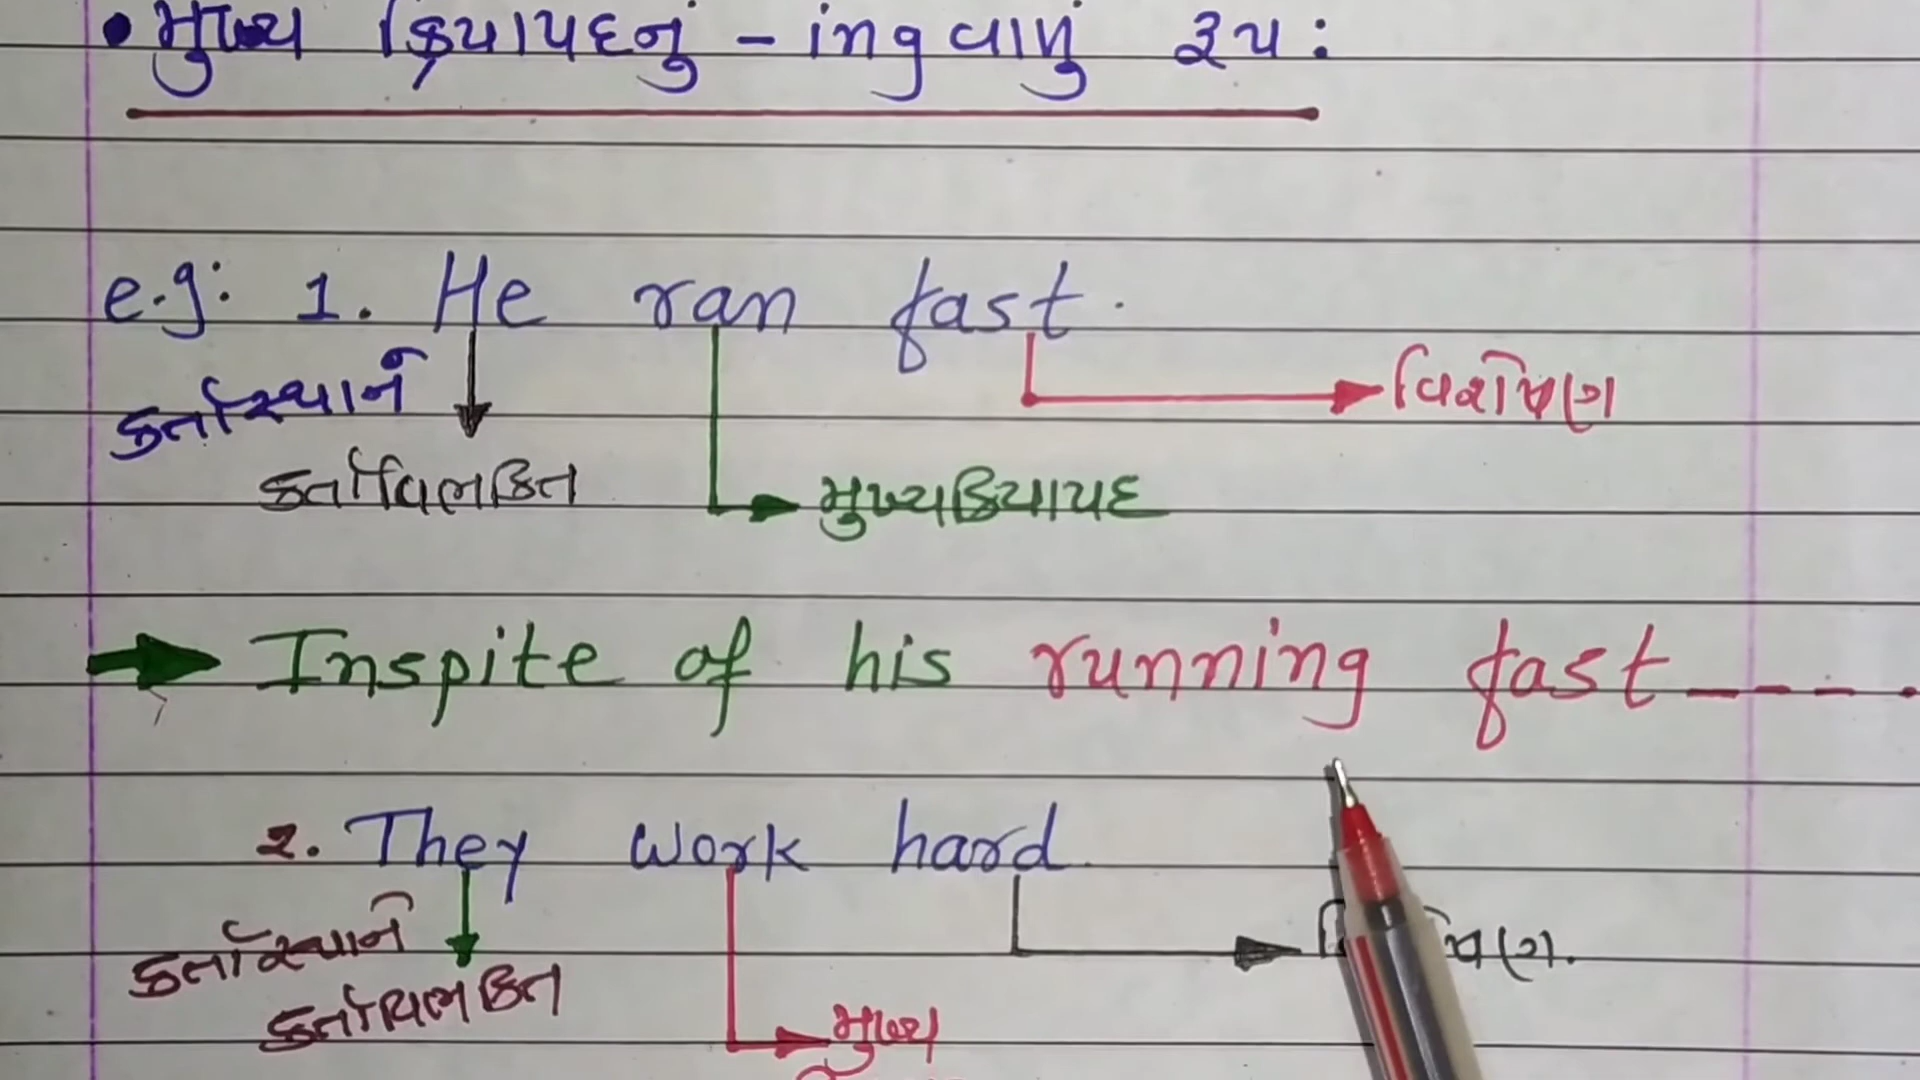 • મુખ્ય ક્રિયાપદનું -ing વાળું રૂપ:
e.g: 1. He ran fast.
કર્તાસ્થાને
વિશેષણ
કર્તાવિભક્તિ
મુખ્યક્રિયાપદ
Inspite of his running fast ----
2. They work hard.
કર્તાસ્થાને
કર્તાવિભક્તિ
મુખ્ય